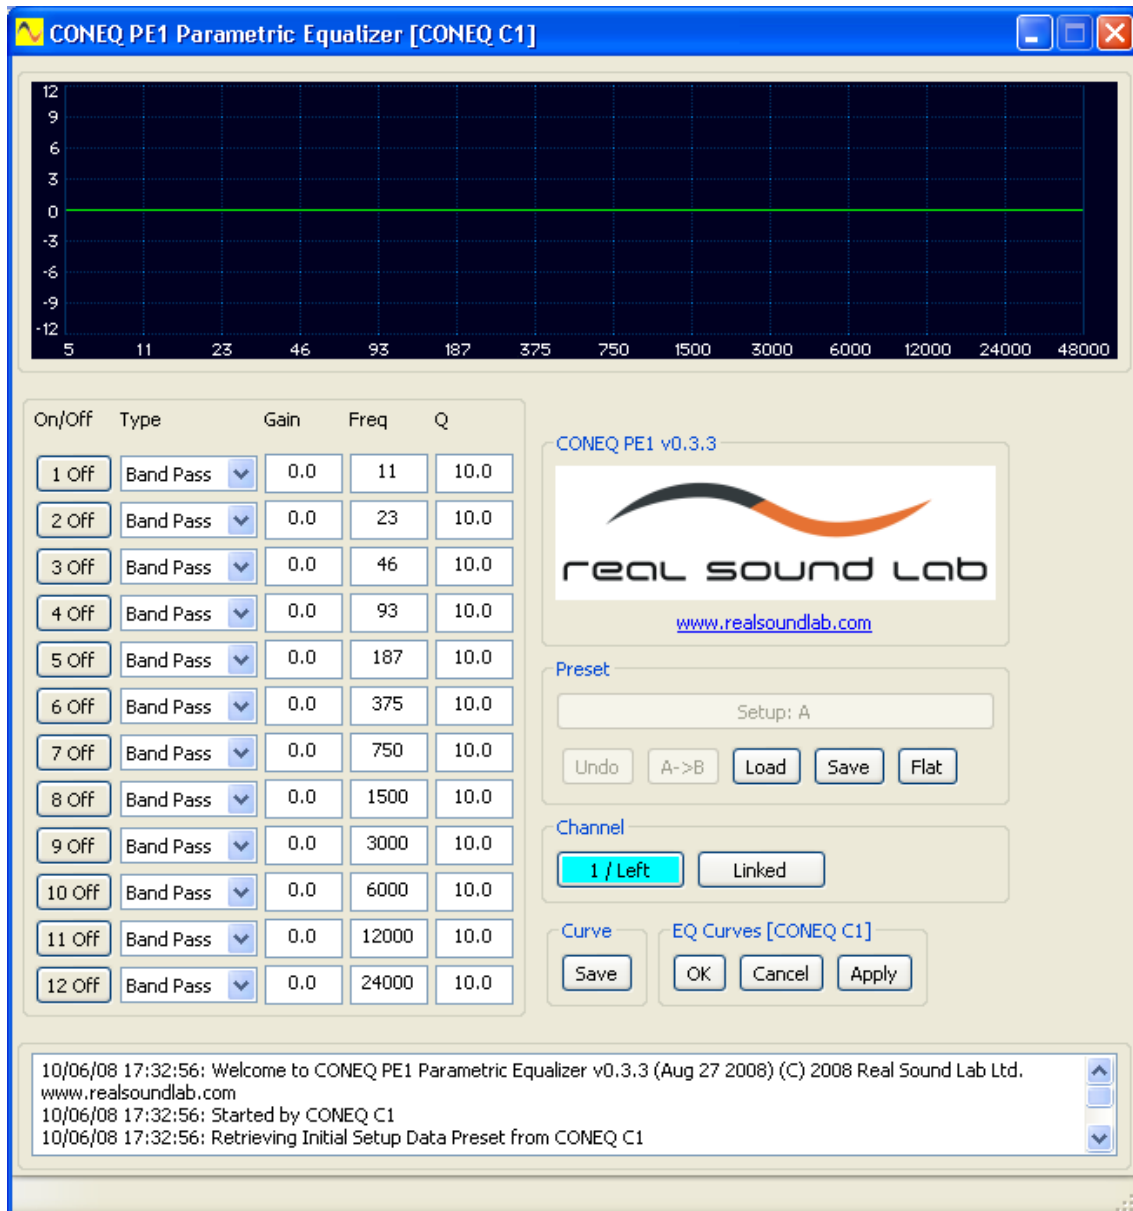 CONEQ PE1 Parametric Equalizer [CONEQ C1]
12
9
6
3
0
-3
-6
-9
-12
5 11 23 46 93 187 375 750 1500 3000 6000 12000 24000 48000
On/Off Type Gain Freq Q
1 Off Band Pass 0.0 11 10.0
2 Off Band Pass 0.0 23 10.0
3 Off Band Pass 0.0 46 10.0
4 Off Band Pass 0.0 93 10.0
5 Off Band Pass 0.0 187 10.0
6 Off Band Pass 0.0 375 10.0
7 Off Band Pass 0.0 750 10.0
8 Off Band Pass 0.0 1500 10.0
9 Off Band Pass 0.0 3000 10.0
10 Off Band Pass 0.0 6000 10.0
11 Off Band Pass 0.0 12000 10.0
12 Off Band Pass 0.0 24000 10.0
CONEQ PE1 v0.3.3
real sound lab
www.realsoundlab.com
Preset
Setup: A
Undo A->B Load Save Flat
Channel
1 / Left Linked
Curve EQ Curves [CONEQ C1]
Save OK Cancel Apply
10/06/08 17:32:56: Welcome to CONEQ PE1 Parametric Equalizer v0.3.3 (Aug 27 2008) (C) 2008 Real Sound Lab Ltd.
www.realsoundlab.com
10/06/08 17:32:56: Started by CONEQ C1
10/06/08 17:32:56: Retrieving Initial Setup Data Preset from CONEQ C1